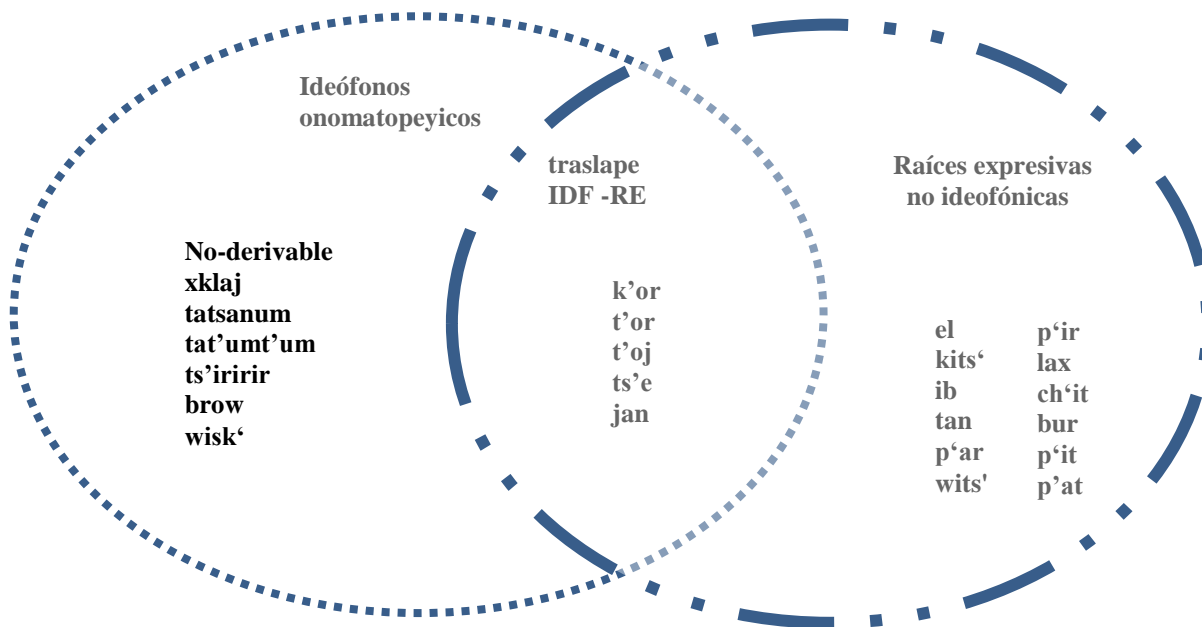 Ideófonos
onomatopeyicos
traslape
IDF -RE
Raíces expresivas
no ideofónicas
No-derivable
xklaj
tatsanum
tat’umt’um
ts’iririr
brow
wisk‘
k’or
t’or
t’oj
ts’e
jan
el
kits‘
ib
tan
p‘ar
wits'
p‘ir
lax
ch‘it
bur
p‘it
p’at